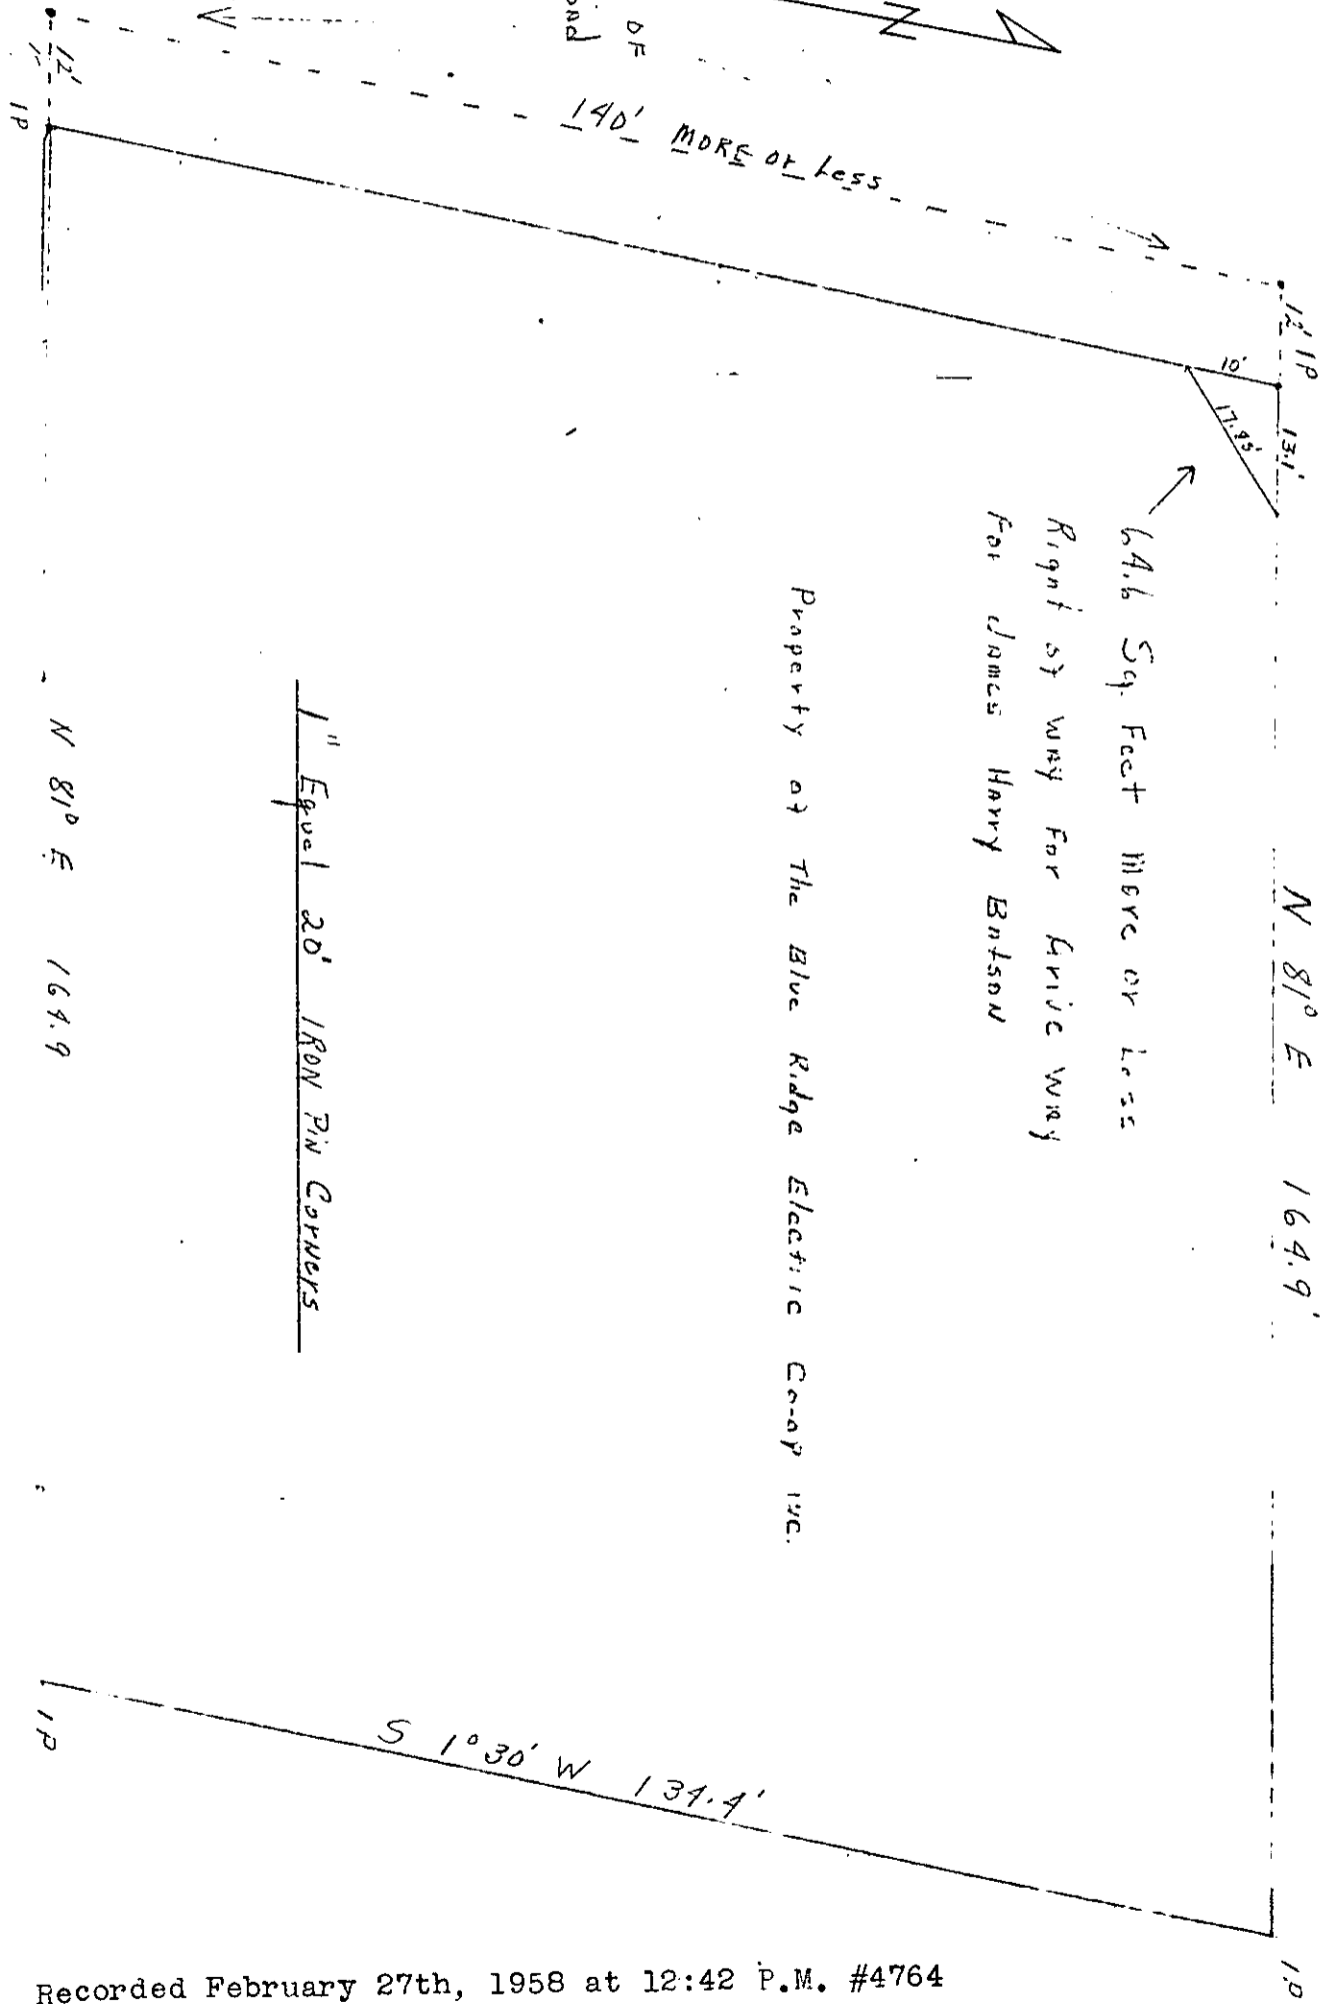 OF
140' MORE OR Less
12'
IP
12' IP
10'
13.1'
64.6 Sq. Feet More or Less
Right of Way For Drive Way
For James Harry Batson
N 81° E 164.9'
Property of The Blue Ridge Electric Co-op Inc.
1" Equal 20' IRON PiN CorNers
N 81° E 164.9
S 1° 30' W 134.4'
IP
IP
Recorded February 27th, 1958 at 12:42 P.M. #4764